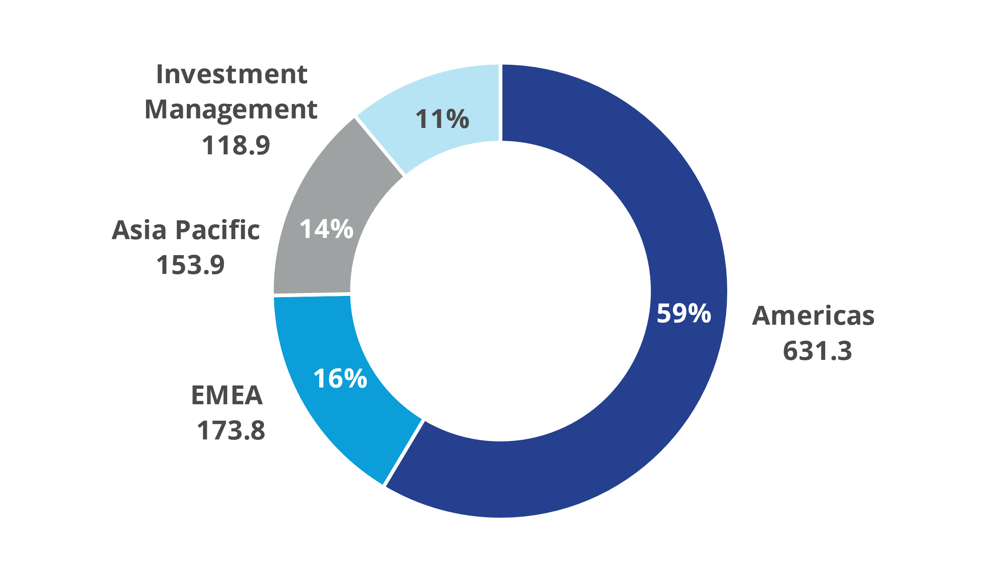 Investment
Management
118.9
11%
Asia Pacific
153.9
14%
59%
Americas
631.3
16%
EMEA
173.8